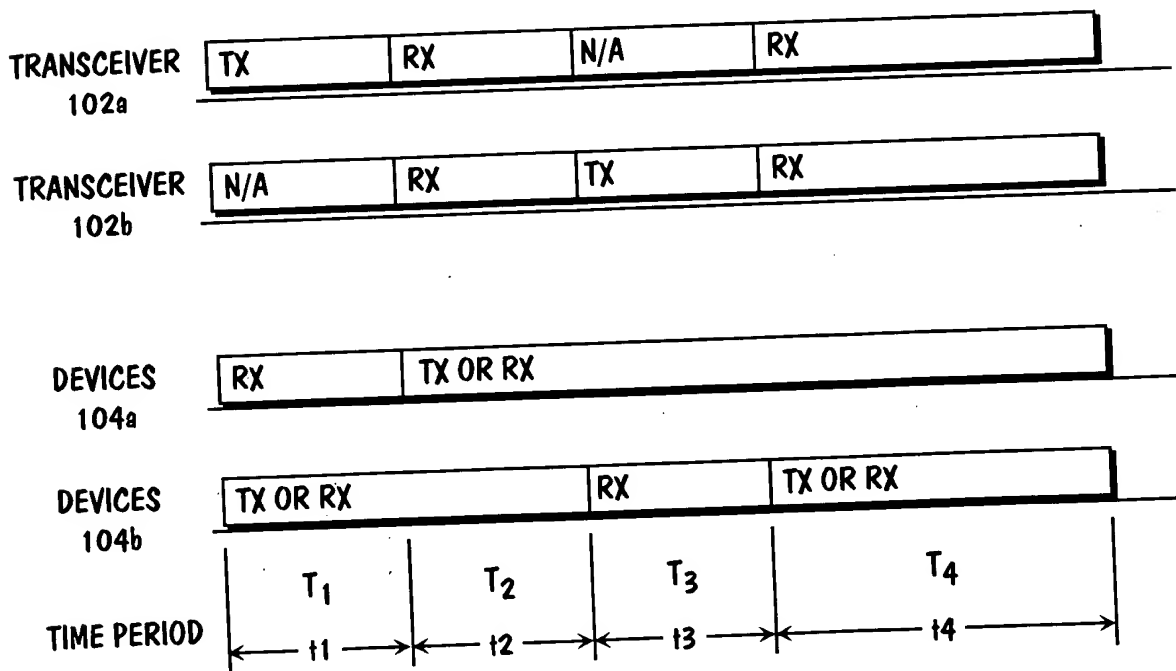 TRANSCEIVER 102a TX RX N/A RX
TRANSCEIVER 102b N/A RX TX RX
DEVICES 104a RX TX OR RX
DEVICES 104b TX OR RX RX TX OR RX
T1 T2 T3 T4
TIME PERIOD t1 t2 t3 t4